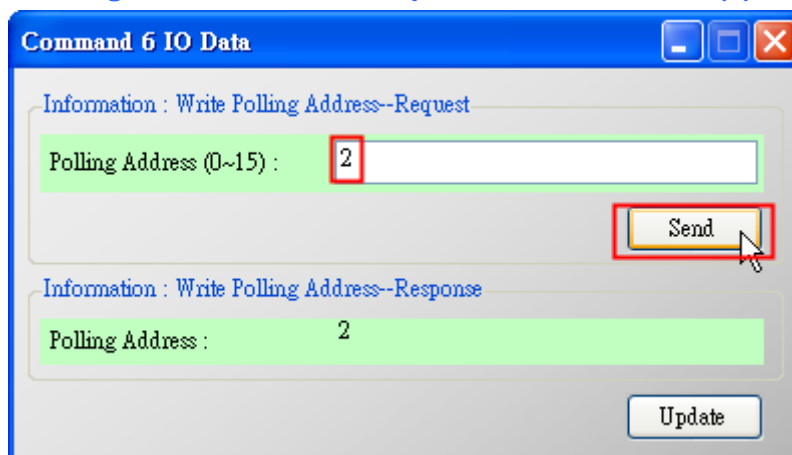 Command 6 IO Data
Information : Write Polling Address--Request
Polling Address (0~15) :
2
Send
Information : Write Polling Address--Response
Polling Address :
2
Update